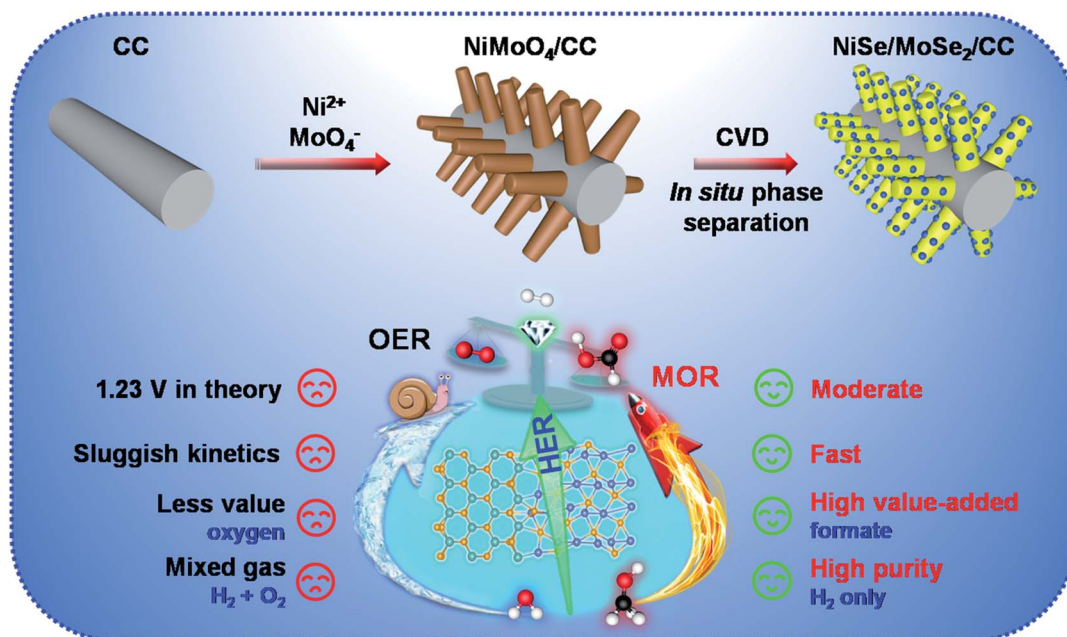 CC
NiMoO₄/CC
NiSe/MoSe₂/CC
Ni²⁺
MoO₄⁻
CVD
In situ phase
separation
OER
MOR
HER
1.23 V in theory
Moderate
Sluggish kinetics
Fast
Less value
oxygen
High value-added
formate
Mixed gas
H₂ + O₂
High purity
H₂ only